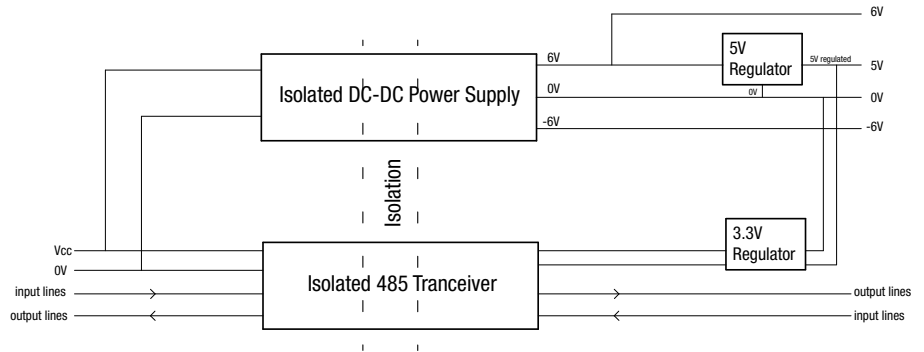 6V
6V
5V
Regulator
5V regulated
5V
Isolated DC-DC Power Supply
0V
0V
0V
-6V
-6V
Isolation
3.3V
Regulator
Vcc
0V
Isolated 485 Tranceiver
input lines
output lines
output lines
input lines